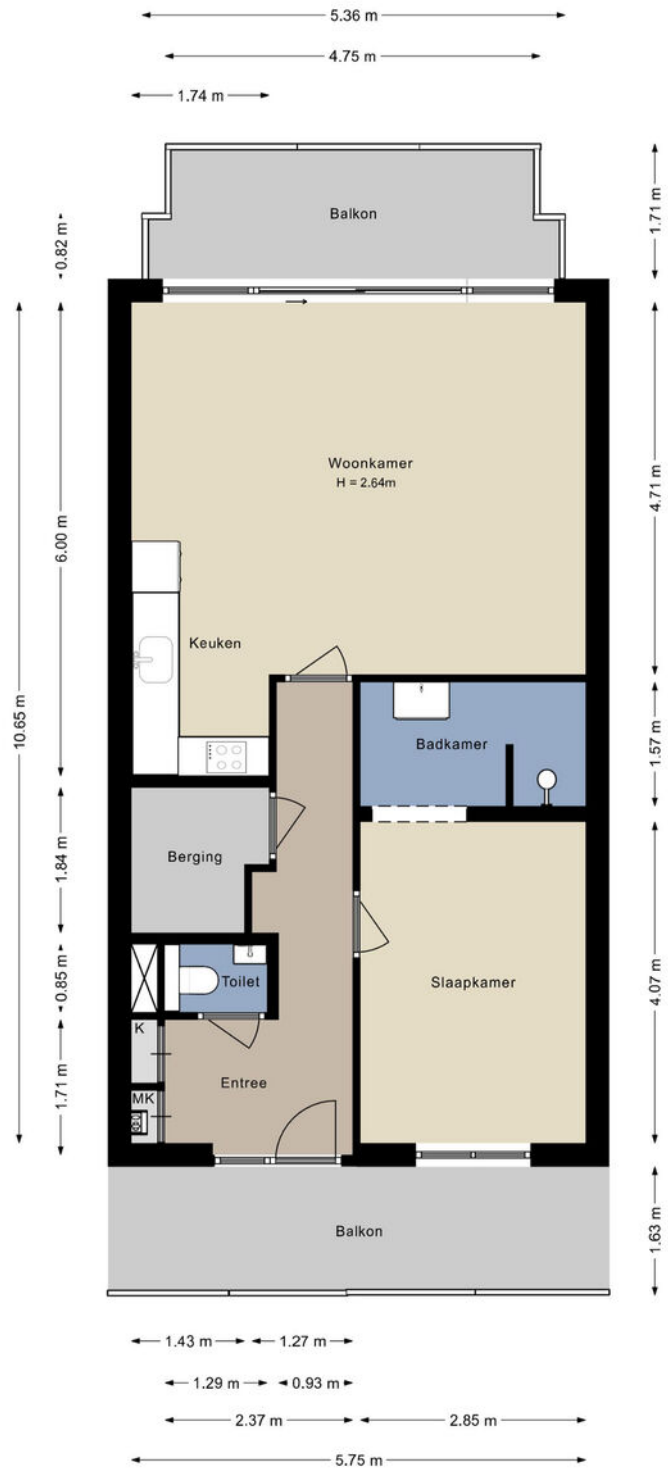 5.36 m
4.75 m
1.74 m
Balkon
0.82 m
1.71 m
Woonkamer
H = 2.64m
4.71 m
6.00 m
10.65 m
Keuken
Badkamer
1.57 m
Berging
1.84 m
Slaapkamer
4.07 m
Toilet
0.85 m
K
Entree
MK
1.71 m
Balkon
1.63 m
1.43 m
1.27 m
1.29 m
0.93 m
2.37 m
2.85 m
5.75 m